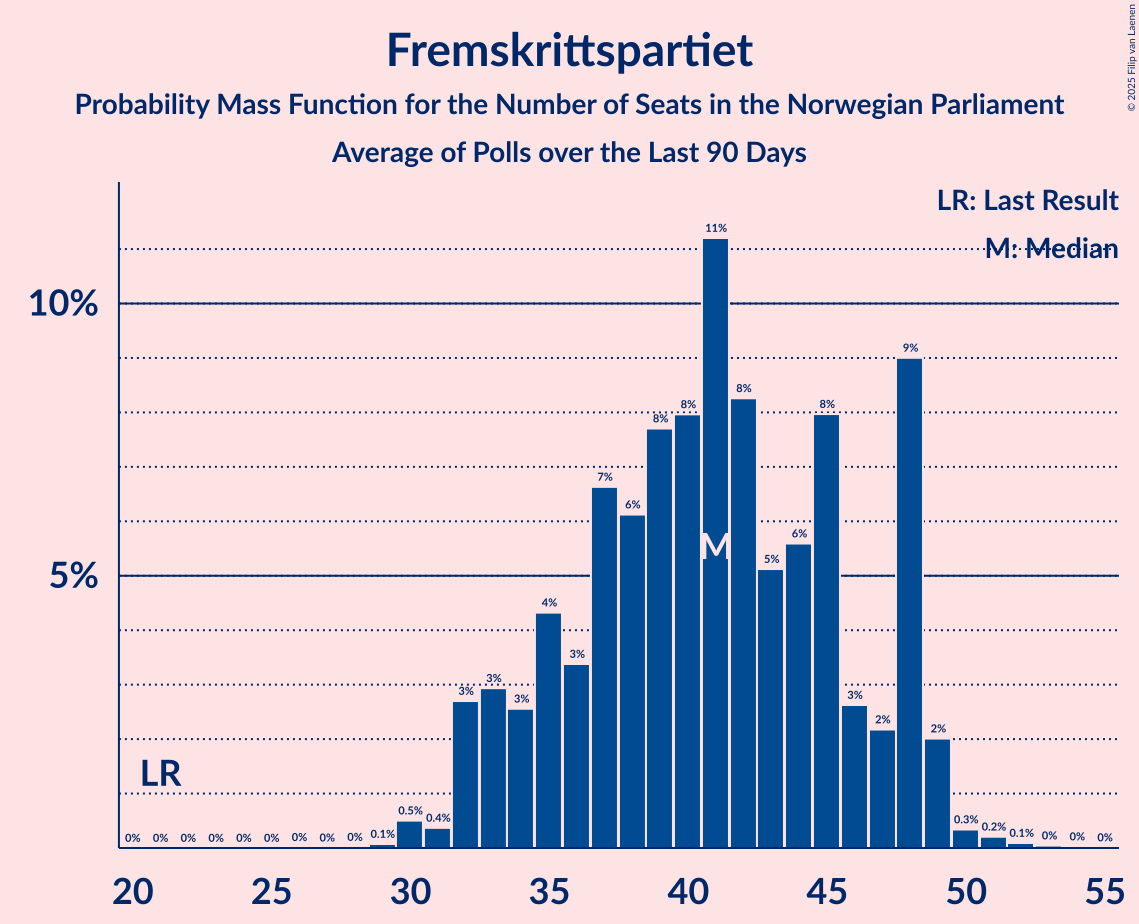 Fremskrittspartiet
Probability Mass Function for the Number of Seats in the Norwegian Parliament
Average of Polls over the Last 90 Days
© 2025 Filip van Laenen
LR: Last Result
M: Median
10%
5%
0% 0% 0% 0% 0% 0% 0% 0% 0% 0.1% 0.5% 0.4% 3% 3% 3% 4% 3% 7% 6% 8% 8% 11% 8% 5% 6% 8% 3% 2% 9% 2% 0.3% 0.2% 0.1% 0% 0% 0%
M
LR
20 25 30 35 40 45 50 55